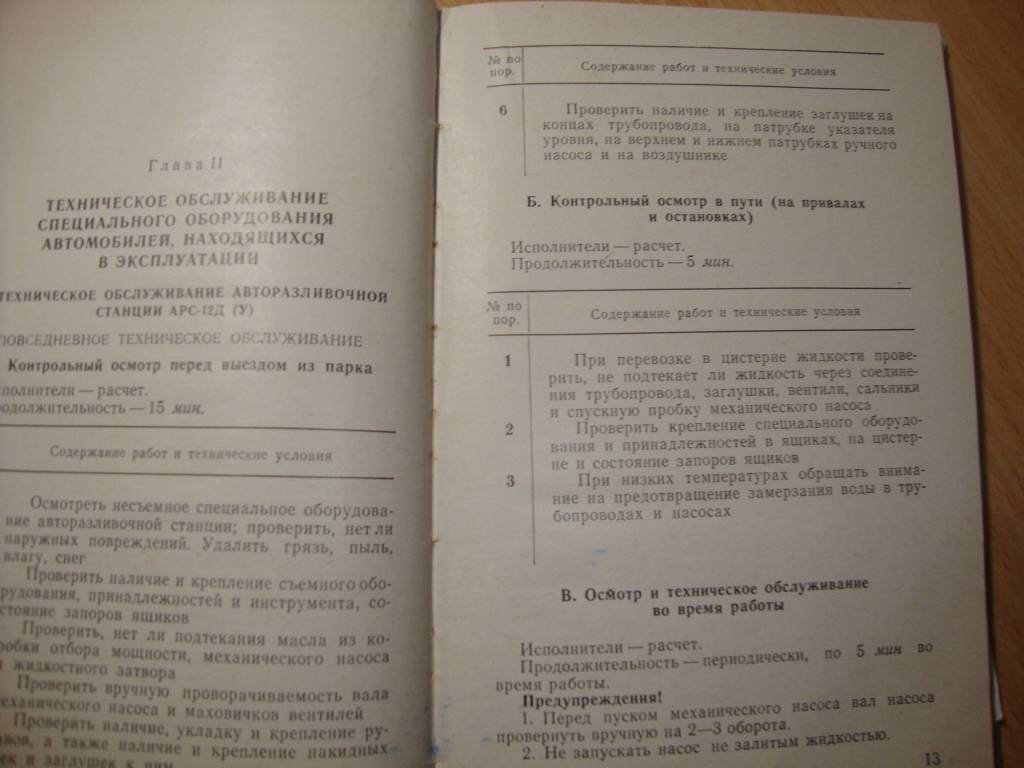 Глава II
ТЕХНИЧЕСКОЕ ОБСЛУЖИВАНИЕ
СПЕЦИАЛЬНОГО ОБОРУДОВАНИЯ
АВТОМОБИЛЕЙ, НАХОДЯЩИХСЯ
В ЭКСПЛУАТАЦИИ
ТЕХНИЧЕСКОЕ ОБСЛУЖИВАНИЕ АВТОРАЗЛИВОЧНОЙ
СТАНЦИИ АРС-12Д (У)
ПОВСЕДНЕВНОЕ ТЕХНИЧЕСКОЕ ОБСЛУЖИВАНИЕ
Контрольный осмотр перед выездом из парка
сполнители — расчет.
родолжительность — 15 мин.
Содержание работ и технические условия
Осмотреть несъемное специальное оборудова-
ние авторазливочной станции; проверить, нет ли
наружных повреждений. Удалить грязь, пыль,
влагу, снег
Проверить наличие и крепление съемного обо-
рудования, принадлежностей и инструмента, со-
стояние запоров ящиков
Проверить, нет ли подтекания масла из ко-
робки отбора мощности, механического насоса
и жидкостного затвора
Проверить вручную проворачиваемость вала
механического насоса и маховичков вентилей
Проверить наличие, укладку и крепление ру-
вов, а также наличие и крепление накидных
ек и заглушек к ним
№ по пор.
Содержание работ и технические условия
6
Проверить наличие и крепление заглушек на
концах трубопровода, на патрубке указателя
уровня, на верхнем и нижнем патрубках ручного
насоса и на воздушнике
Б. Контрольный осмотр в пути (на привалах
и остановках)
Исполнители — расчет.
Продолжительность — 5 мин.
№ по пор.
Содержание работ и технические условия
1
При перевозке в цистерне жидкости прове-
рить, не подтекает ли жидкость через соедине-
ния трубопровода, заглушки, вентили, сальники
и спускную пробку механического насоса
2
Проверить крепление специального оборудо-
вания и принадлежностей в ящиках, на цистер-
не и состояние запоров ящиков
3
При низких температурах обращать внима-
ние на предотвращение замерзания воды в тру-
бопроводах и насосах
В. Осмотр и техническое обслуживание
во время работы
Исполнители — расчет.
Продолжительность — периодически, по 5 мин во
время работы.
Предупреждения!
1. Перед пуском механического насоса вал насоса
провернуть вручную на 2—3 оборота.
2. Не запускать насос не залитым жидкостью.
13